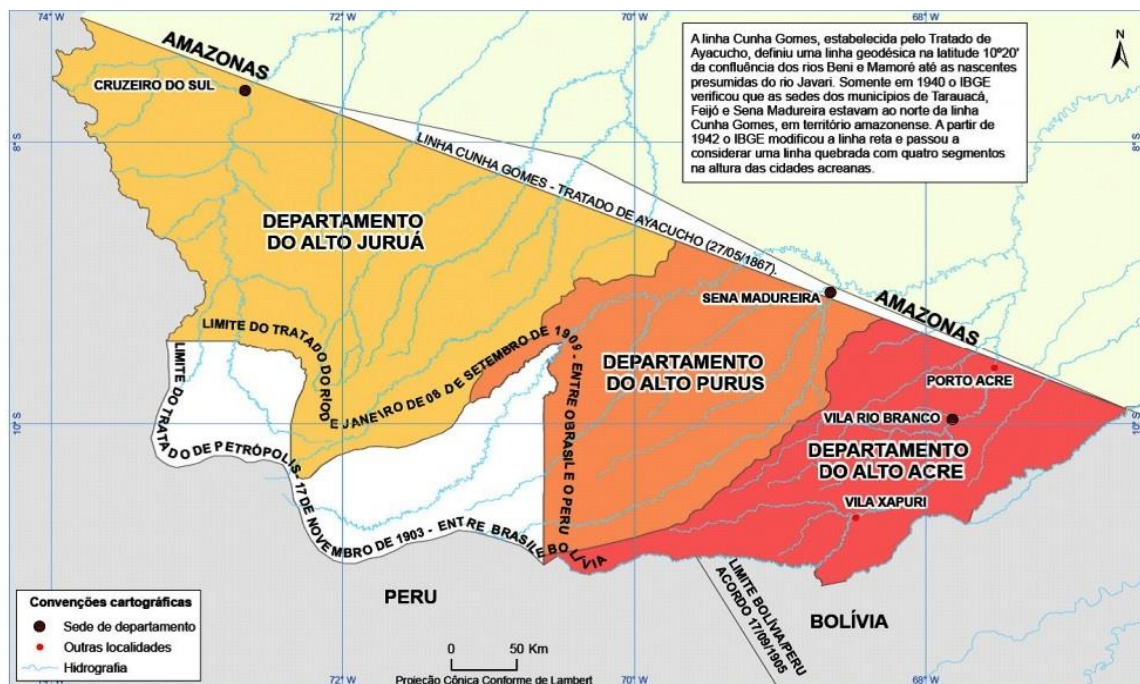 74° W
72° W
70° W
68° W
N
AMAZONAS
A linha Cunha Gomes, estabelecida pelo Tratado de
Ayacucho, definiu uma linha geodésica na latitude 10º20'
da confluência dos rios Beni e Mamoré até as nascentes
presumidas do rio Javari. Somente em 1940 o IBGE
verificou que as sedes dos municípios de Tarauacá,
Feijó e Sena Madureira estavam ao norte da linha
Cunha Gomes, em território amazonense. A partir de
1942 o IBGE modificou a linha reta e passou a
considerar uma linha quebrada com quatro segmentos
na altura das cidades acreanas.
CRUZEIRO DO SUL
8° S
8° S
LINHA CUNHA GOMES - TRATADO DE AYACUCHO (27/05/1867).
DEPARTAMENTO
DO ALTO JURUÁ
SENA MADUREIRA
AMAZONAS
LIMITE DO TRATADO DO RIO D
E JANEIRO DE 08 DE SETEMBRO DE 1909 - ENTRE O BRASIL E O PERU
DEPARTAMENTO
DO ALTO PURUS
PORTO ACRE
VILA RIO BRANCO
10° S
10° S
LIMITE DO TRATADO DE PETRÓPOLIS- 17 DE NOVEMBRO DE 1903 - ENTRE BRASIL E BOLÍVIA
DEPARTAMENTO
DO ALTO ACRE
VILA XAPURI
PERU
LIMITE BOLÍVIA/PERU
ACORDO 17/09/1905
BOLÍVIA
Convenções cartográficas
Sede de departamento
Outras localidades
Hidrografia
0 50 Km
Projeção Cônica Conforme de Lambert
74° W
72° W
70° W
68° W